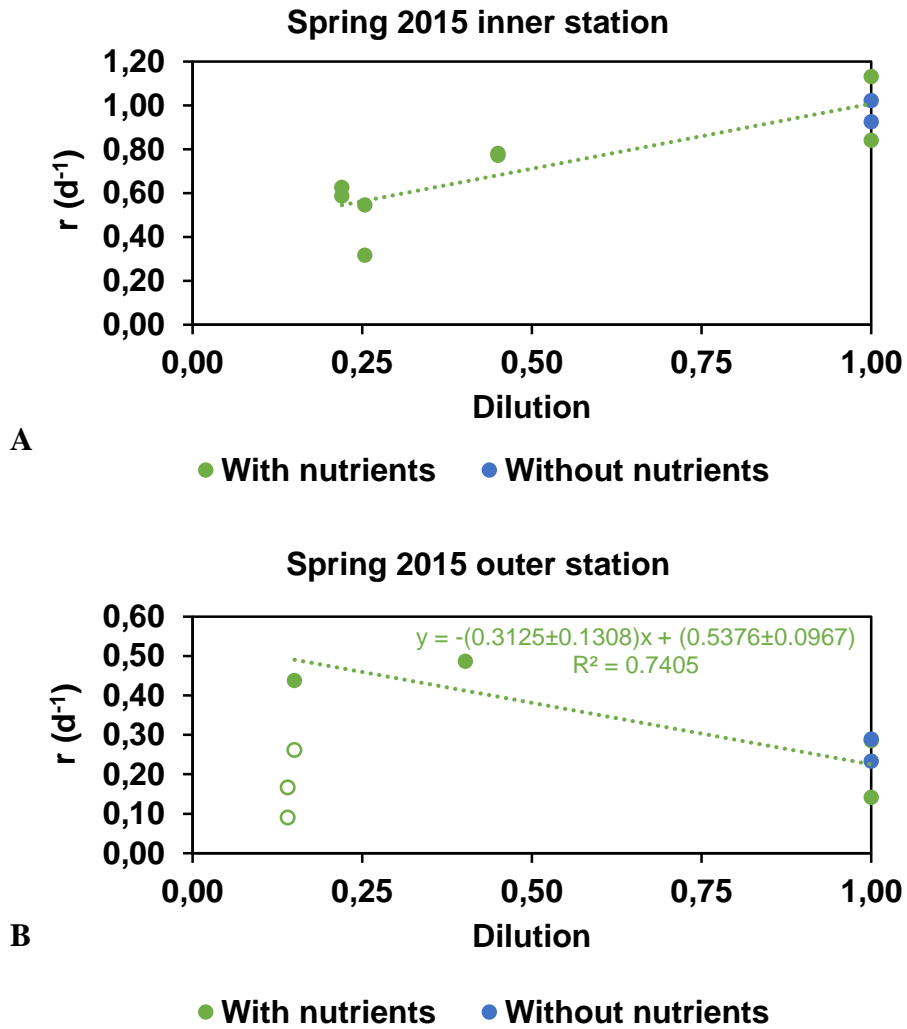 Spring 2015 inner station
1,20
1,00
0,80
0,60
0,40
0,20
0,00
r (d-1)
0,00 0,25 0,50 0,75 1,00
Dilution
A
With nutrients Without nutrients
Spring 2015 outer station
0,60
0,50
0,40
0,30
0,20
0,10
0,00
r (d-1)
y = -(0.3125±0.1308)x + (0.5376±0.0967)
R² = 0.7405
0,00 0,25 0,50 0,75 1,00
Dilution
B
With nutrients Without nutrients